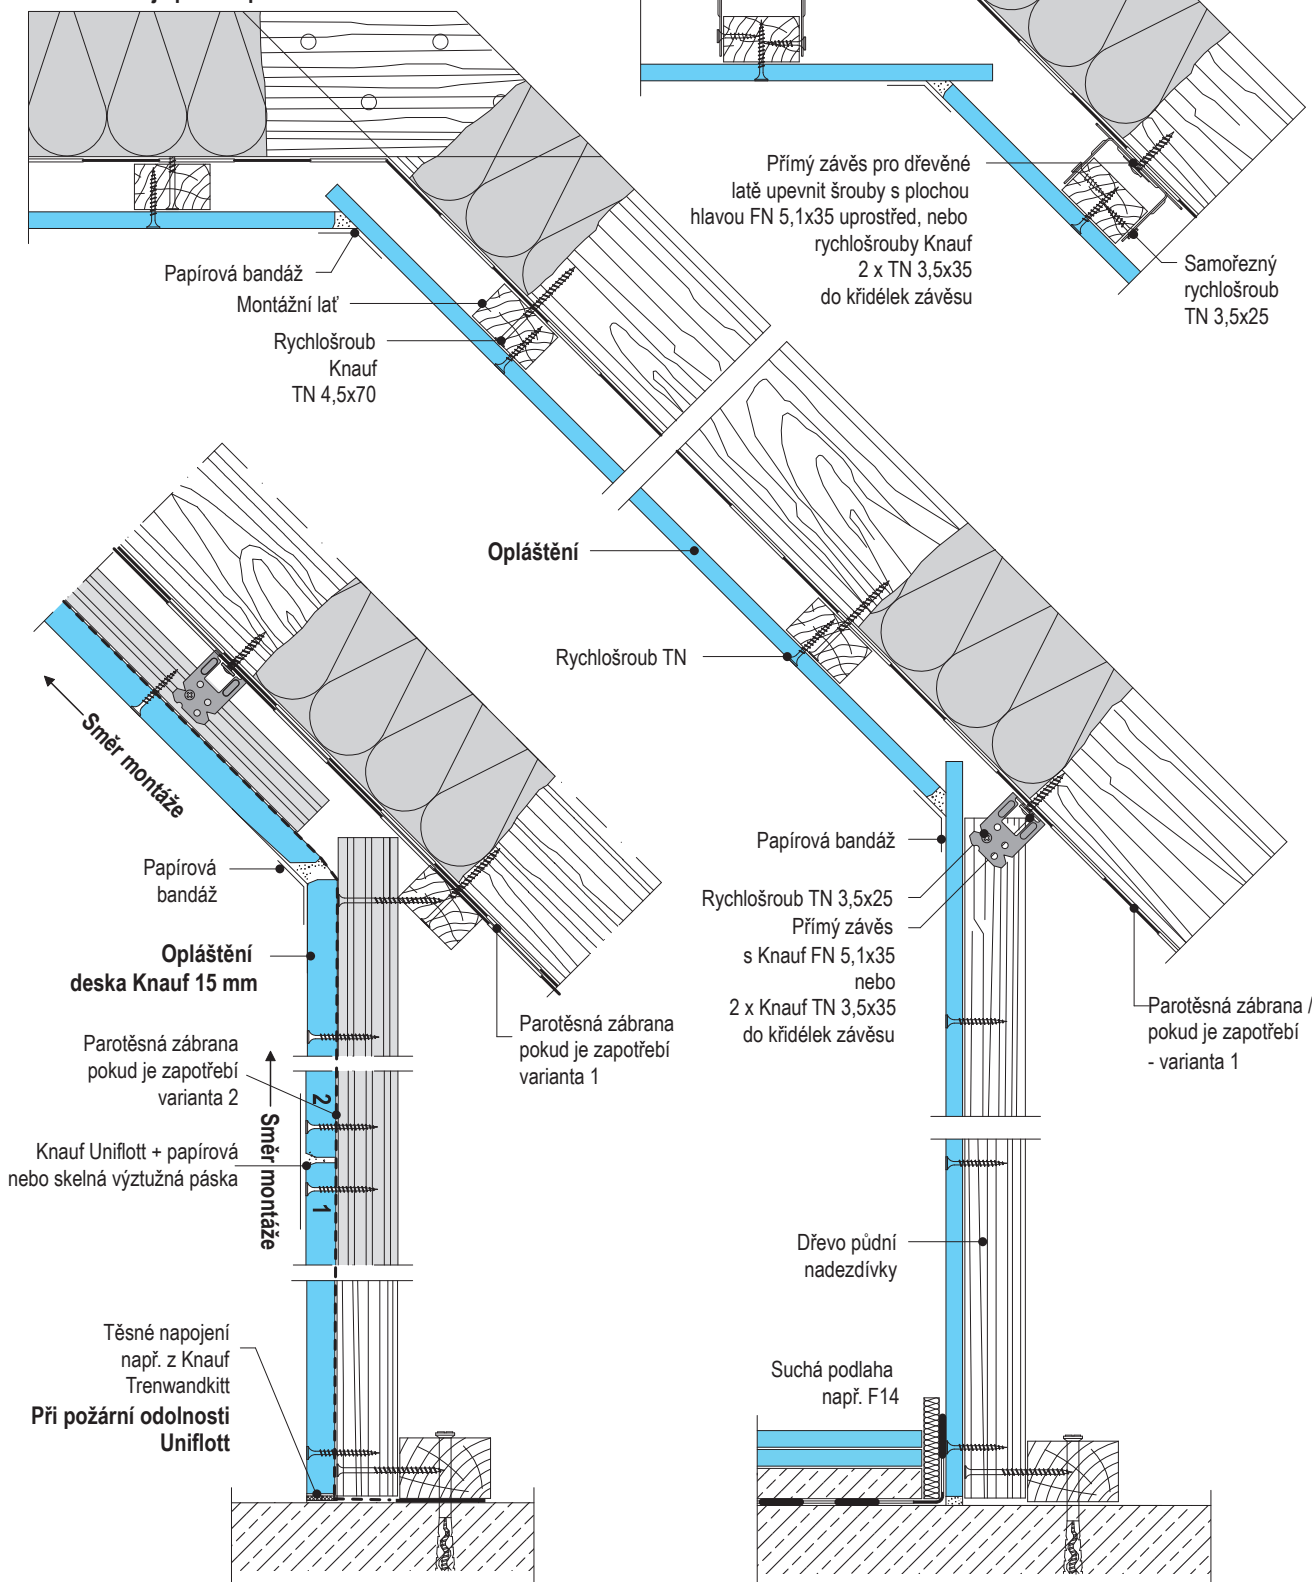 Přímý závěs pro dřevěné
latě upevnit šrouby s plochou
hlavou FN 5,1x35 uprostřed, nebo
rychlošrouby Knauf
2 x TN 3,5x35
do křidélek závěsu
Samořezný
rychlošroub
TN 3,5x25
Papírová bandáž
Montážní lať
Rychlošroub
Knauf
TN 4,5x70
Opláštění
Rychlošroub TN
Směr montáže
Papírová
bandáž
Opláštění
deska Knauf 15 mm
Parotěsná zábrana
pokud je zapotřebí
varianta 2
Parotěsná zábrana
pokud je zapotřebí
varianta 1
2
Směr montáže
1
Knauf Uniflott + papírová
nebo skelná výztužná páska
Těsné napojení
např. z Knauf
Trenwandkitt
Při požární odolnosti
Uniflott
Papírová bandáž
Rychlošroub TN 3,5x25
Přímý závěs
s Knauf FN 5,1x35
nebo
2 x Knauf TN 3,5x35
do křidélek závěsu
Parotěsná zábrana /
pokud je zapotřebí
- varianta 1
Dřevo půdní
nadezdívky
Suchá podlaha
např. F14